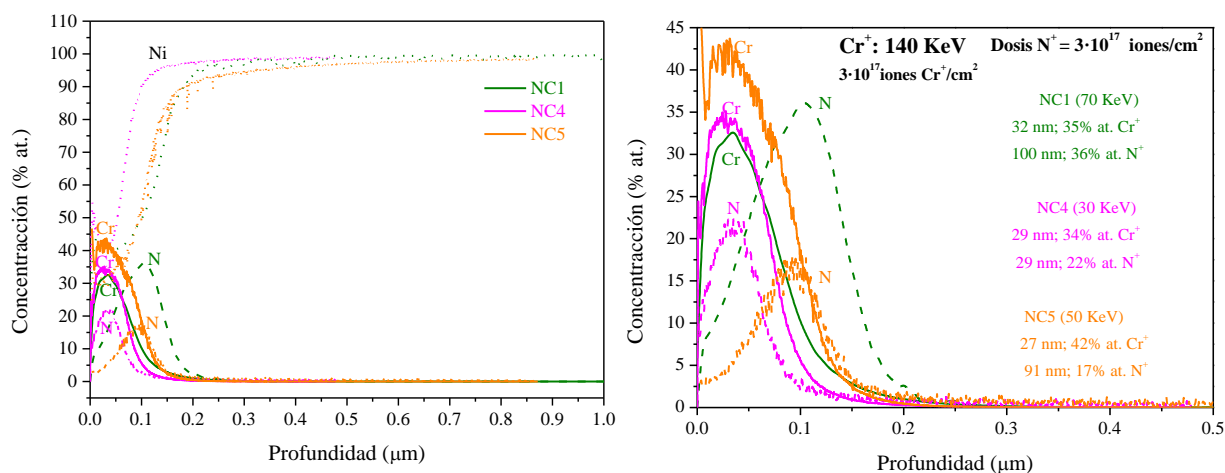 110
100
90
80
70
60
50
40
30
20
10
0
Concentración (% at.)
Ni
NC1
NC4
NC5
Cr
Cr
Cr
N
N
N
0.0 0.1 0.2 0.3 0.4 0.5 0.6 0.7 0.8 0.9 1.0
Profundidad (μm)
45
40
35
30
25
20
15
10
5
0
Concentración (% at.)
Cr⁺: 140 KeV Dosis N⁺ = 3·10¹⁷ iones/cm²
3·10¹⁷iones Cr⁺/cm²
Cr
Cr
Cr
N
N
N
NC1 (70 KeV)
32 nm; 35% at. Cr⁺
100 nm; 36% at. N⁺
NC4 (30 KeV)
29 nm; 34% at. Cr⁺
29 nm; 22% at. N⁺
NC5 (50 KeV)
27 nm; 42% at. Cr⁺
91 nm; 17% at. N⁺
0.0 0.1 0.2 0.3 0.4 0.5
Profundidad (μm)